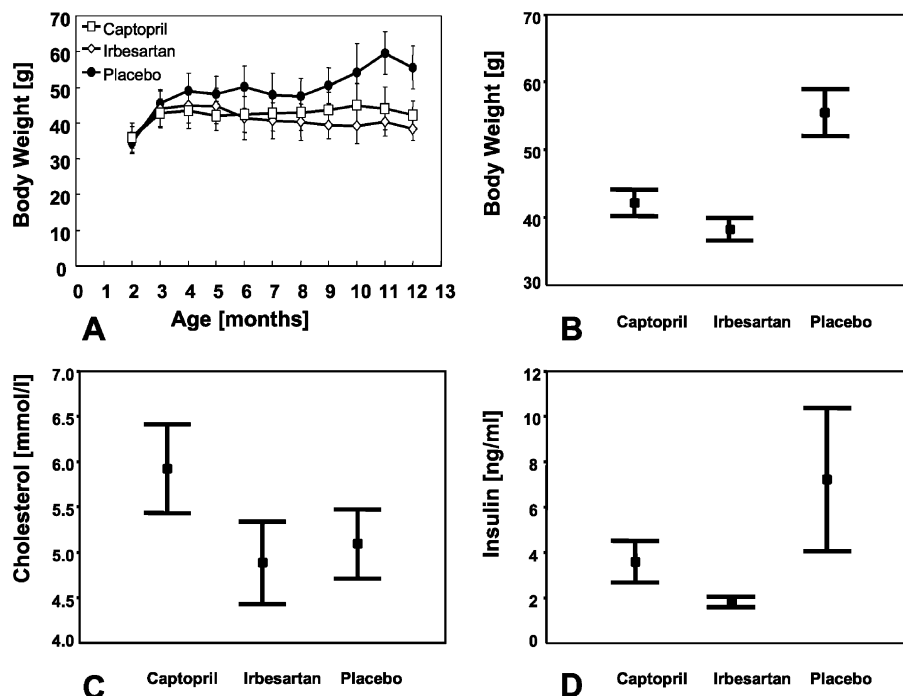 Body Weight [g]
70
60
50
40
30
20
10
0
Captopril
Irbesartan
Placebo
0 1 2 3 4 5 6 7 8 9 10 11 12 13
A Age [months]
Body Weight [g]
70
60
50
40
30
B Captopril Irbesartan Placebo
Cholesterol [mmol/l]
7.0
6.5
6.0
5.5
5.0
4.5
4.0
C Captopril Irbesartan Placebo
Insulin [ng/ml]
12
10
8
6
4
2
0
D Captopril Irbesartan Placebo